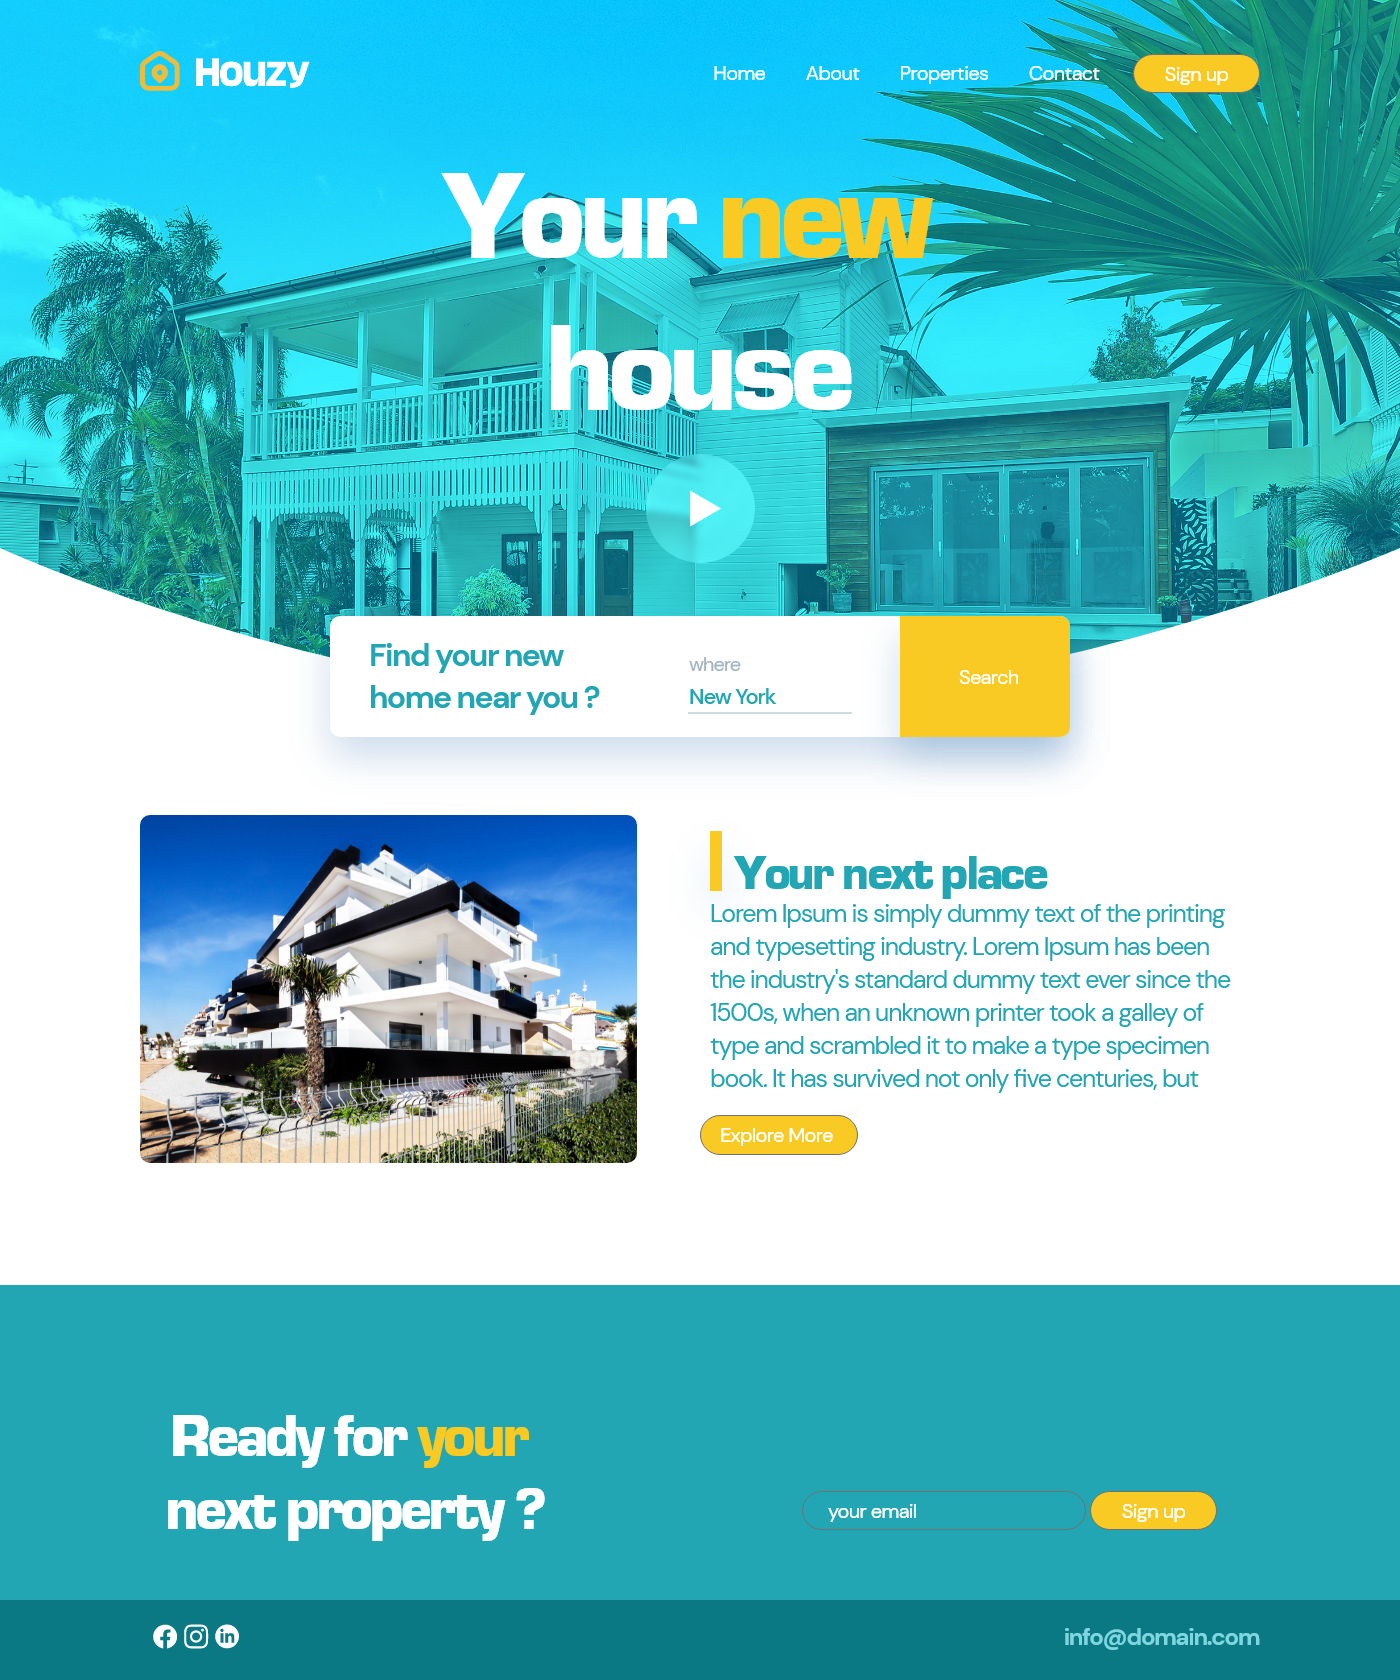 Houzy
Home About Properties Contact Sign up
Your new
house
Find your new
home near you ?
where
New York
Search
Your next place
Lorem Ipsum is simply dummy text of the printing
and typesetting industry. Lorem Ipsum has been
the industry's standard dummy text ever since the
1500s, when an unknown printer took a galley of
type and scrambled it to make a type specimen
book. It has survived not only five centuries, but
Explore More
Ready for your
next property ?
your email
Sign up
info@domain.com